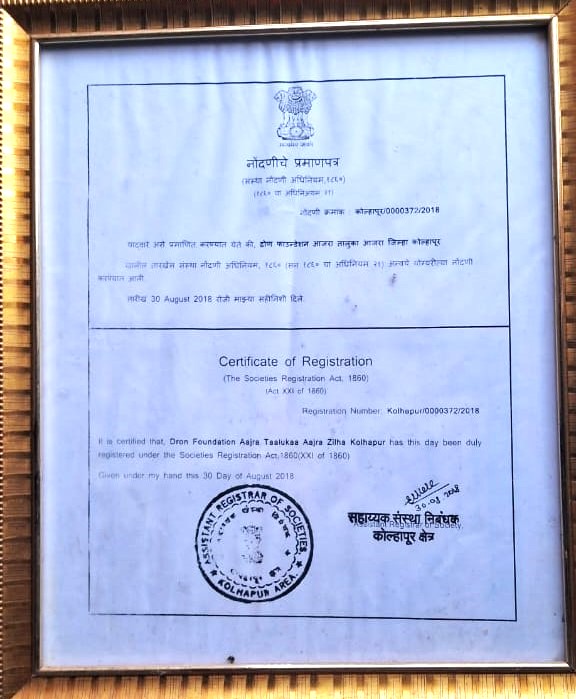 सत्यमेव जयते
नोंदणीचे प्रमाणपत्र
(संस्था नोंदणी अधिनियम,१८६०)
(१८६० चा अधिनियम २१)
नोंदणी क्रमांक : कोल्हापूर/0000372/2018
याद्वारे असे प्रमाणित करण्यात येते की, द्रोण फाउन्डेशन आजरा तालुका आजरा जिल्हा कोल्हापूर
खालील तारखेस संस्था नोंदणी अधिनियम, १८६० (सन १८६० चा अधिनियम २१) अन्वये योग्यरीत्या नोंदणी
करण्यात आली.
तारीख 30 August 2018 रोजी माझ्या सहीनिशी दिले.
Certificate of Registration
(The Societies Registration Act, 1860)
(Act XXI of 1860)
Registration Number: Kolhapur/0000372/2018
It is certified that, Dron Foundation Aajra Taalukaa Aajra Zilha Kolhapur has this day been duly
registered under the Societies Registration Act,1860(XXI of 1860)
Given under my hand this 30 Day of August 2018
ASSISTANT REGISTRAR OF SOCIETIES
KOLHAPUR AREA.
सहाय्यक संस्था निबंधक
Assistant Registrar of Society,
कोल्हापूर क्षेत्र